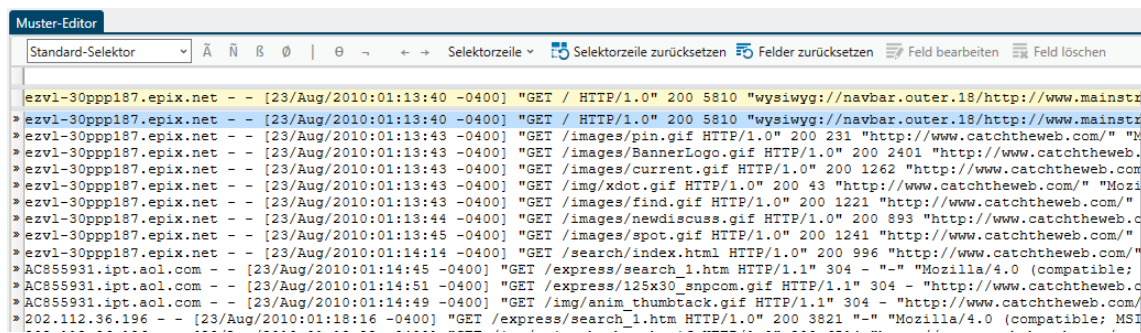 Muster-Editor
Standard-Selektor Ã Ñ ß Ø | Θ ¬ ← → Selektorzeile Selektorzeile zurücksetzen Felder zurücksetzen Feld bearbeiten Feld löschen
ezvl-30ppp187.epix.net - - [23/Aug/2010:01:13:40 -0400] "GET / HTTP/1.0" 200 5810 "wysiwyg://navbar.outer.18/http://www.mainstr
» ezvl-30ppp187.epix.net - - [23/Aug/2010:01:13:40 -0400] "GET / HTTP/1.0" 200 5810 "wysiwyg://navbar.outer.18/http://www.mainstr
» ezvl-30ppp187.epix.net - - [23/Aug/2010:01:13:43 -0400] "GET /images/pin.gif HTTP/1.0" 200 231 "http://www.catchtheweb.com/" "M
» ezvl-30ppp187.epix.net - - [23/Aug/2010:01:13:43 -0400] "GET /images/BannerLogo.gif HTTP/1.0" 200 2401 "http://www.catchtheweb.
» ezvl-30ppp187.epix.net - - [23/Aug/2010:01:13:43 -0400] "GET /images/current.gif HTTP/1.0" 200 1262 "http://www.catchtheweb.com
» ezvl-30ppp187.epix.net - - [23/Aug/2010:01:13:43 -0400] "GET /img/xdot.gif HTTP/1.0" 200 43 "http://www.catchtheweb.com/" "Mozi
» ezvl-30ppp187.epix.net - - [23/Aug/2010:01:13:43 -0400] "GET /images/find.gif HTTP/1.0" 200 1221 "http://www.catchtheweb.com/"
» ezvl-30ppp187.epix.net - - [23/Aug/2010:01:13:44 -0400] "GET /images/newdiscuss.gif HTTP/1.0" 200 893 "http://www.catchtheweb.c
» ezvl-30ppp187.epix.net - - [23/Aug/2010:01:13:45 -0400] "GET /images/spot.gif HTTP/1.0" 200 1241 "http://www.catchtheweb.com/"
» ezvl-30ppp187.epix.net - - [23/Aug/2010:01:14:14 -0400] "GET /search/index.html HTTP/1.0" 200 996 "http://www.catchtheweb.com/"
» AC855931.ipt.aol.com - - [23/Aug/2010:01:14:45 -0400] "GET /express/search_1.htm HTTP/1.1" 304 - "-" "Mozilla/4.0 (compatible;
» AC855931.ipt.aol.com - - [23/Aug/2010:01:14:51 -0400] "GET /express/125x30_snpcom.gif HTTP/1.1" 304 - "http://www.catchtheweb.c
» AC855931.ipt.aol.com - - [23/Aug/2010:01:14:49 -0400] "GET /img/anim_thumbtack.gif HTTP/1.1" 304 - "http://www.catchtheweb.com/
» 202.112.36.196 - - [23/Aug/2010:01:18:16 -0400] "GET /express/search_1.htm HTTP/1.0" 200 3821 "-" "Mozilla/4.0 (compatible; MSI